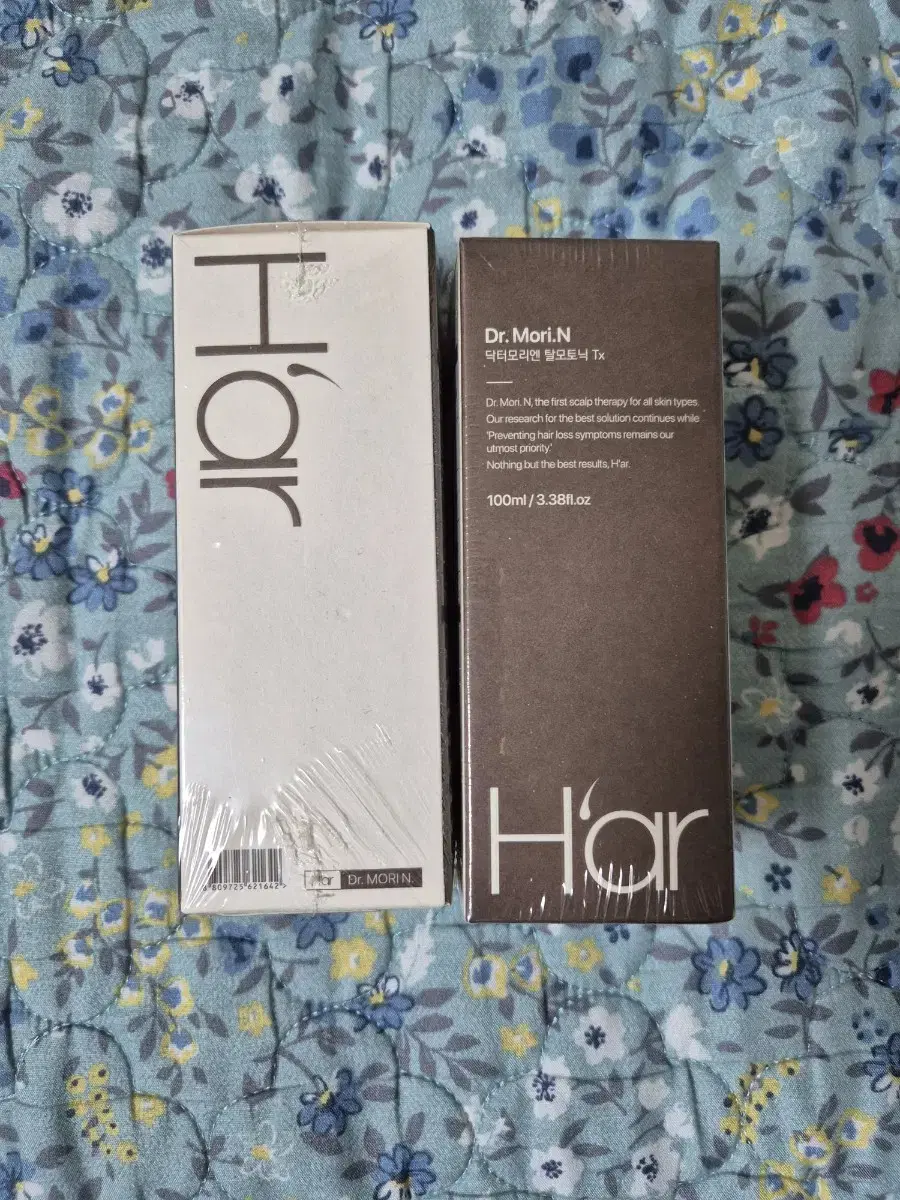 H'ar
8809725621642
H'ar
Dr. MORI N.
Dr. Mori.N
닥터모리엔 탈모토닉 Tx
Dr. Mori. N, the first scalp therapy for all skin types.
Our research for the best solution continues while
'Preventing hair loss symptoms remains our
utmost priority.'
Nothing but the best results, H'ar.
100ml / 3.38fl.oz
H'ar